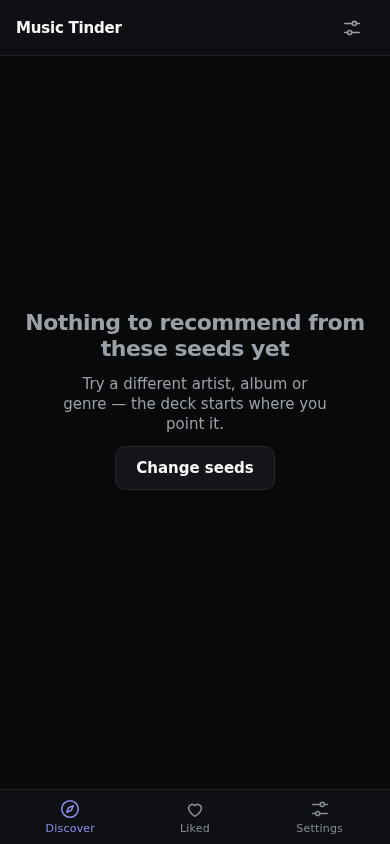 Music Tinder
Nothing to recommend from
these seeds yet
Try a different artist, album or
genre — the deck starts where you
point it.
Change seeds
Discover
Liked
Settings